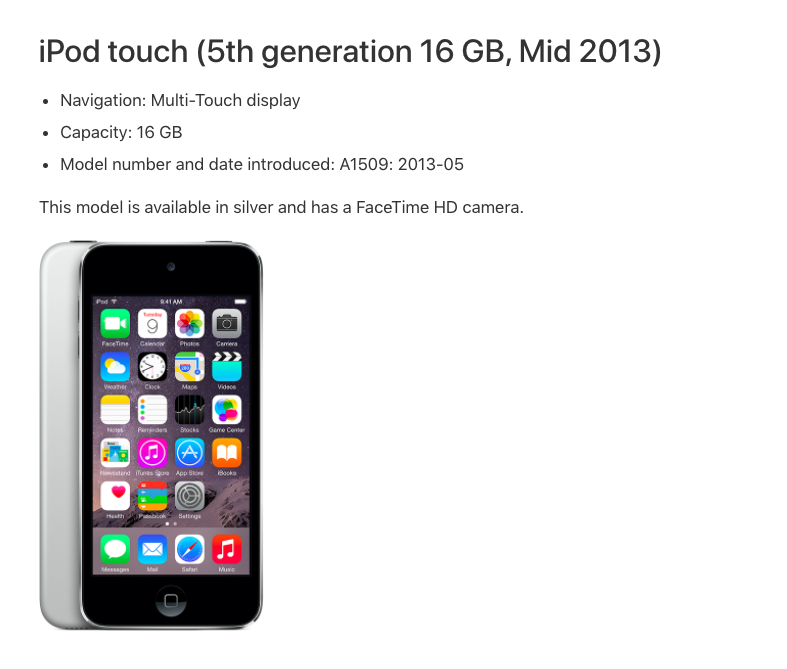 iPod touch (5th generation 16 GB, Mid 2013)
• Navigation: Multi-Touch display
• Capacity: 16 GB
• Model number and date introduced: A1509: 2013-05
This model is available in silver and has a FaceTime HD camera.
iPod 9:41 AM
Tuesday
9
FaceTime Calendar Photos Camera
280
Weather Clock Maps Videos
Notes Reminders Stocks Game Center
Newsstand iTunes Store App Store iBooks
Health Passbook Settings
Messages Mail Safari Music